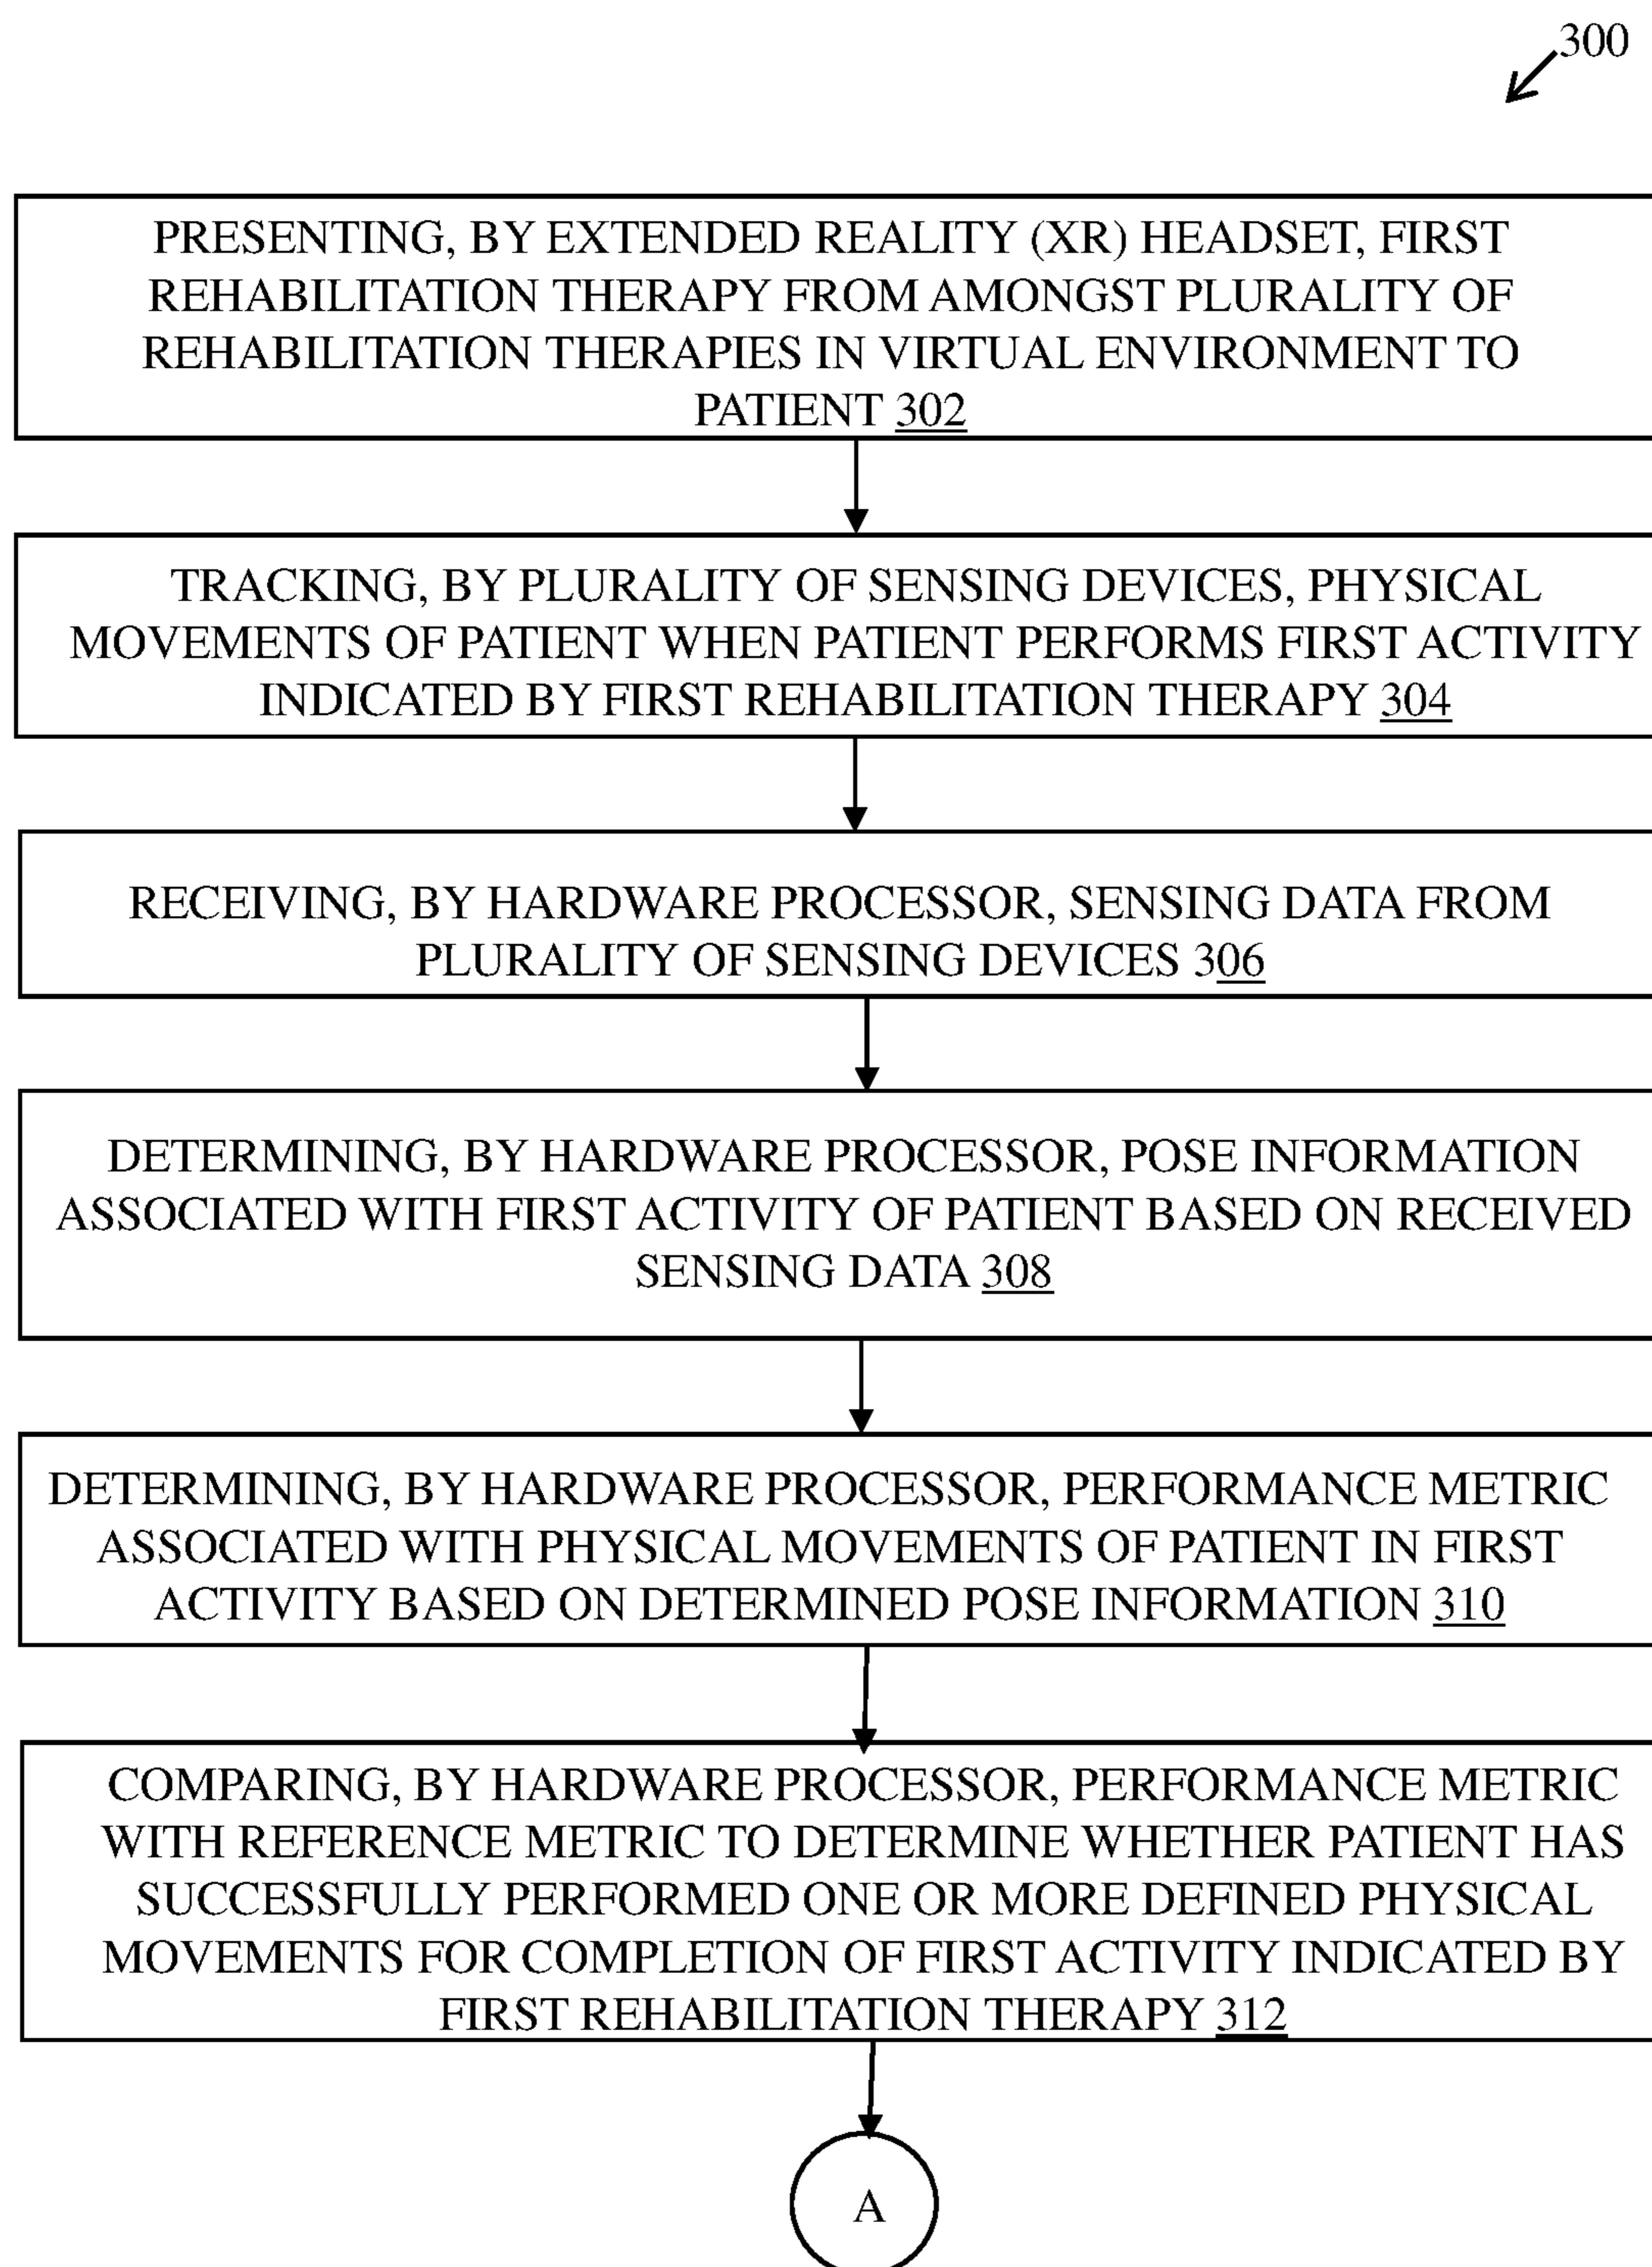 300
PRESENTING, BY EXTENDED REALITY (XR) HEADSET, FIRST
REHABILITATION THERAPY FROM AMONGST PLURALITY OF
REHABILITATION THERAPIES IN VIRTUAL ENVIRONMENT TO
PATIENT 302
TRACKING, BY PLURALITY OF SENSING DEVICES, PHYSICAL
MOVEMENTS OF PATIENT WHEN PATIENT PERFORMS FIRST ACTIVITY
INDICATED BY FIRST REHABILITATION THERAPY 304
RECEIVING, BY HARDWARE PROCESSOR, SENSING DATA FROM
PLURALITY OF SENSING DEVICES 306
DETERMINING, BY HARDWARE PROCESSOR, POSE INFORMATION
ASSOCIATED WITH FIRST ACTIVITY OF PATIENT BASED ON RECEIVED
SENSING DATA 308
DETERMINING, BY HARDWARE PROCESSOR, PERFORMANCE METRIC
ASSOCIATED WITH PHYSICAL MOVEMENTS OF PATIENT IN FIRST
ACTIVITY BASED ON DETERMINED POSE INFORMATION 310
COMPARING, BY HARDWARE PROCESSOR, PERFORMANCE METRIC
WITH REFERENCE METRIC TO DETERMINE WHETHER PATIENT HAS
SUCCESSFULLY PERFORMED ONE OR MORE DEFINED PHYSICAL
MOVEMENTS FOR COMPLETION OF FIRST ACTIVITY INDICATED BY
FIRST REHABILITATION THERAPY 312
A